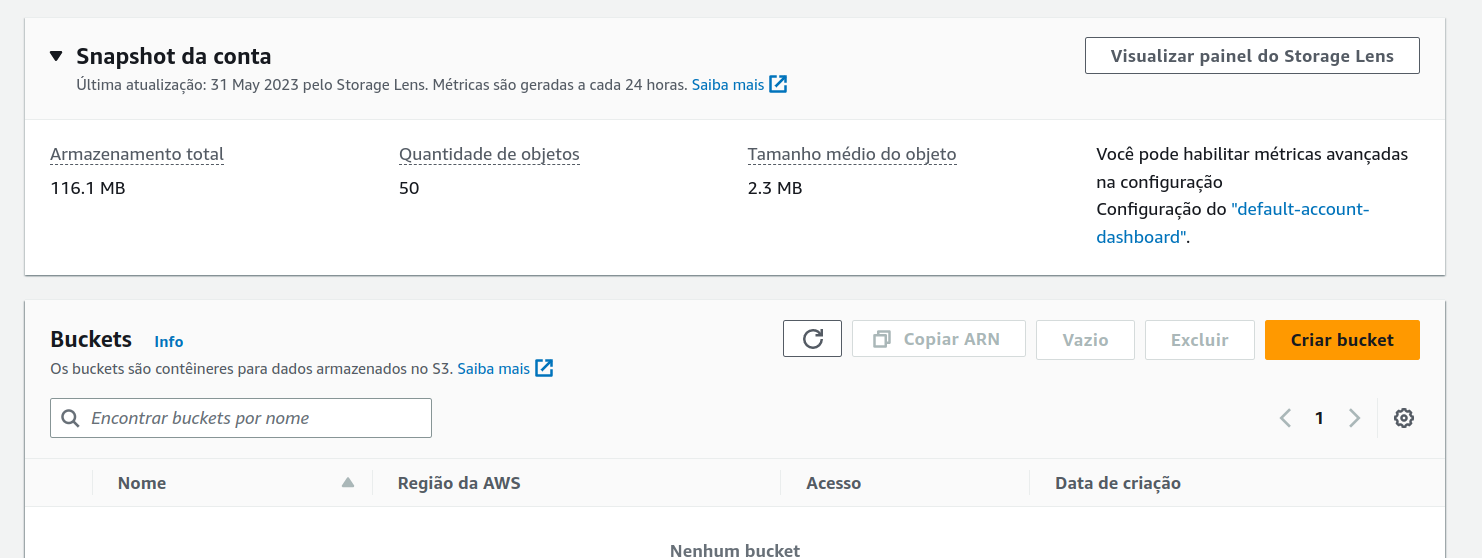 Snapshot da conta
Visualizar painel do Storage Lens
Última atualização: 31 May 2023 pelo Storage Lens. Métricas são geradas a cada 24 horas. Saiba mais
Armazenamento total
116.1 MB
Quantidade de objetos
50
Tamanho médio do objeto
2.3 MB
Você pode habilitar métricas avançadas
na configuração
Configuração do "default-account-
dashboard".
Buckets Info
Copiar ARN
Vazio
Excluir
Criar bucket
Os buckets são contêineres para dados armazenados no S3. Saiba mais
Encontrar buckets por nome
1
Nome
Região da AWS
Acesso
Data de criação
Nenhum bucket